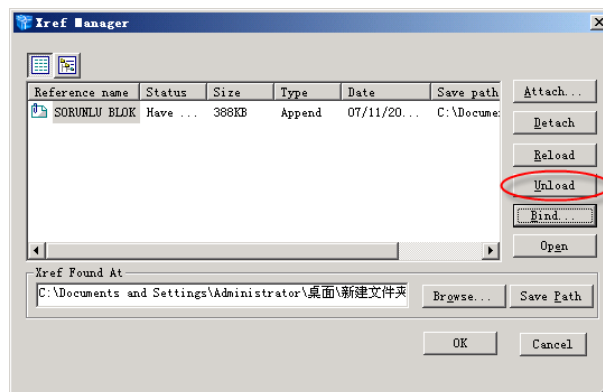 Xref Manager
Reference name Status Size Type Date Save path
SORUNLU BLOK Have ... 388KB Append 07/11/20... C:\Docume
Attach...
Detach
Reload
Unload
Bind...
Open
Xref Found At
C:\Documents and Settings\Administrator\桌面\新建文件夹
Browse... Save Path
OK Cancel